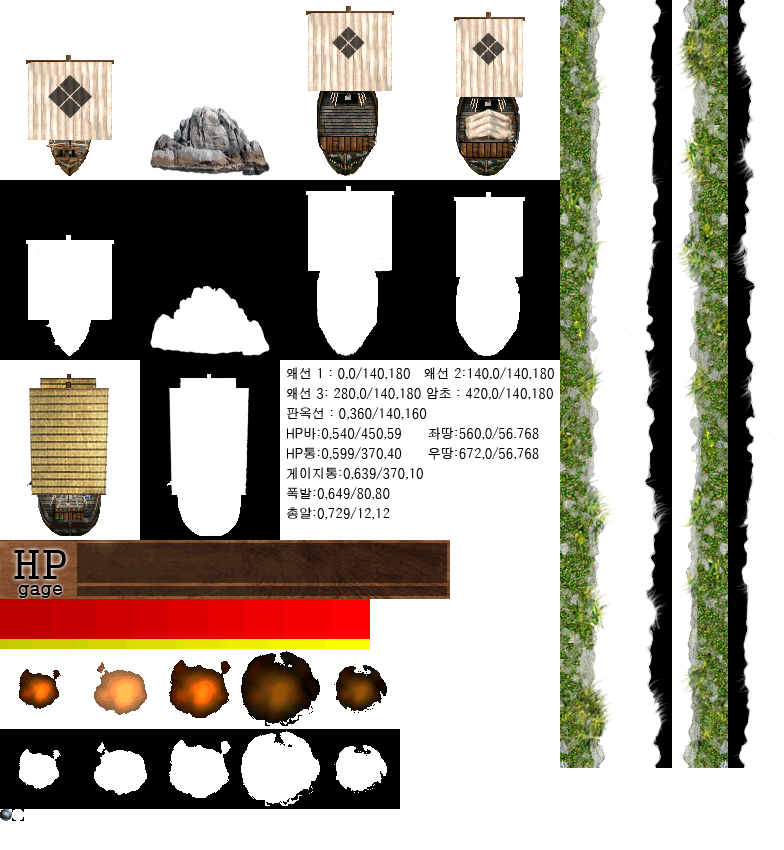 왜선 1 : 0,0/140,180 왜선 2:140,0/140,180
왜선 3: 280,0/140,180 암초 : 420,0/140,180
판옥선 : 0,360/140,160
HP바:0,540/450,59 좌땅:560,0/56.768
HP통:0,599/370,40 우땅:672,0/56,768
게이지통:0,639/370,10
폭발:0,649/80,80
총알:0,729/12,12
HP
gage